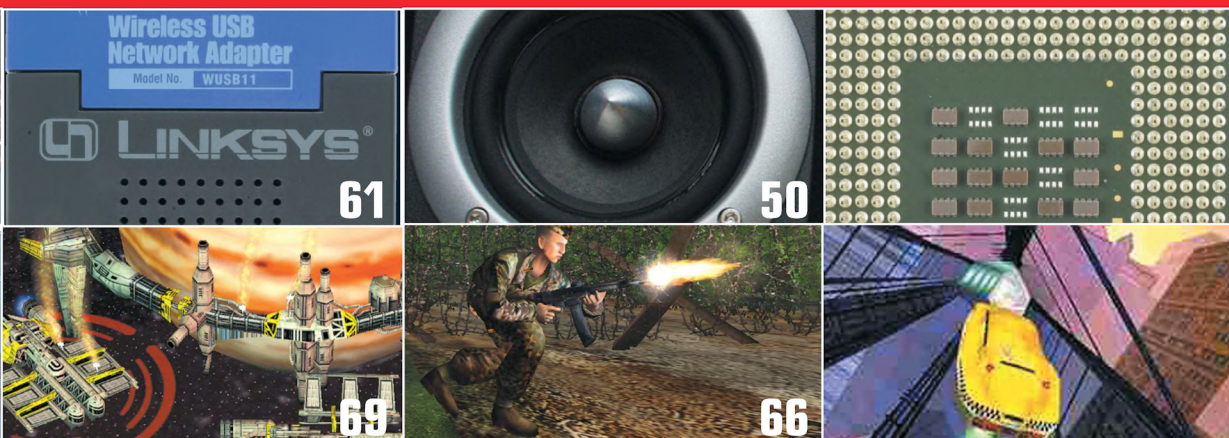 Wireless USB
Network Adapter
Model No. WUSB11
LINKSYS®
61
50
69
66